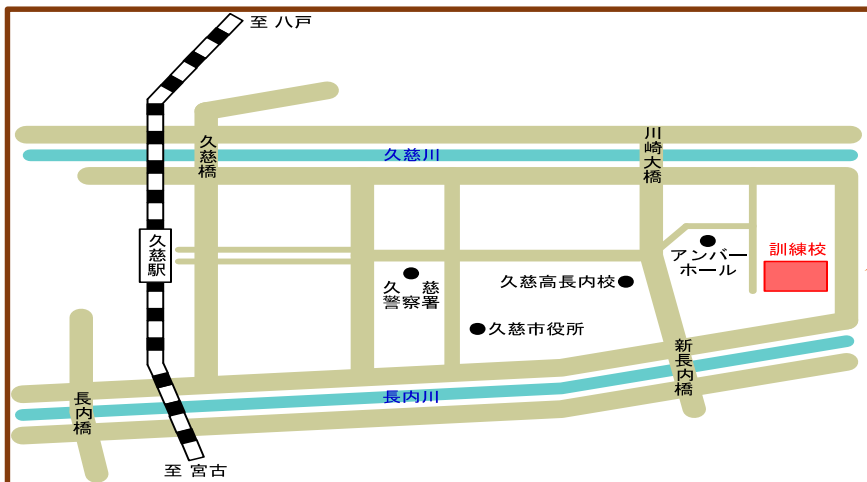 至 八戸
久慈橋
久慈川
川崎大橋
久慈駅
アンバー
ホール
訓練校
久 慈
警察署
久慈高長内校
久慈市役所
新長内橋
長内橋
長内川
至 宮古